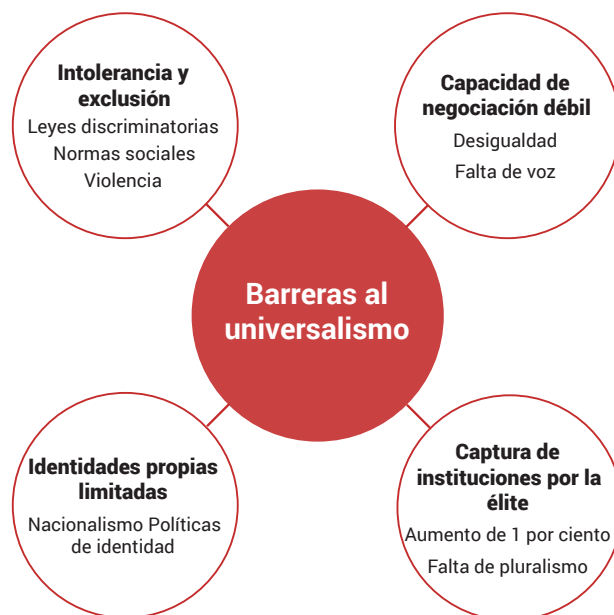 Intolerancia y
exclusión
Leyes discriminatorias
Normas sociales
Violencia
Capacidad de
negociación débil
Desigualdad
Falta de voz
Barreras al
universalismo
Identidades propias
limitadas
Nacionalismo Políticas
de identidad
Captura de
instituciones por la
élite
Aumento de 1 por ciento
Falta de pluralismo